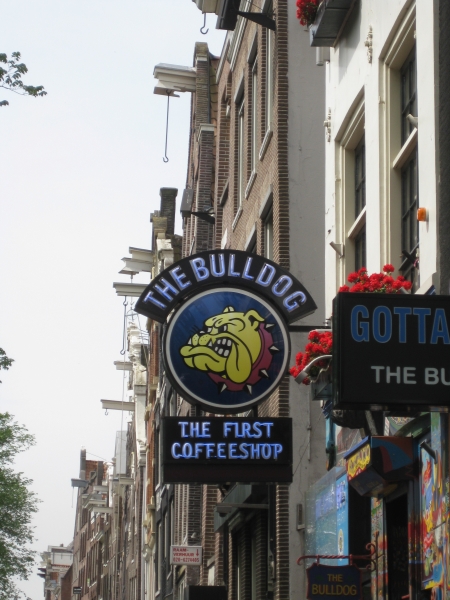 THE BULLDOG
THE FIRST
COFFEESHOP
GOTTA
THE BU
THE
BULLDOG